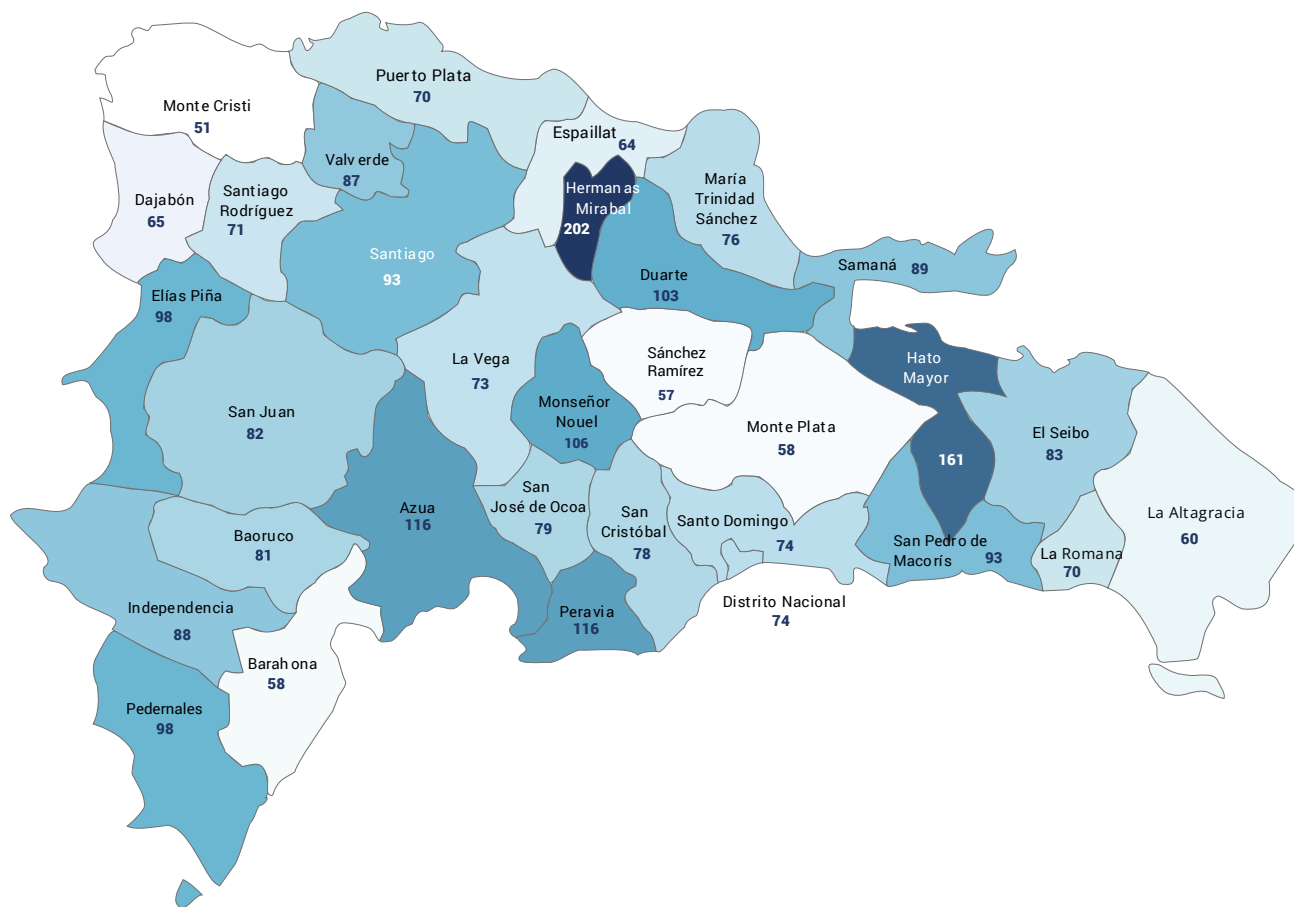 Puerto Plata
70
Monte Cristi
51
Espaillat
64
Valverde
87
Hermanas
Mirabal
202
María
Trinidad
Sánchez
76
Dajabón
65
Santiago
Rodríguez
71
Santiago
93
Samaná 89
Duarte
103
Elías Piña
98
La Vega
73
Sánchez
Ramírez
57
Hato
Mayor
161
Monseñor
Nouel
106
San Juan
82
Monte Plata
58
El Seibo
83
Azua
116
San
José de Ocoa
79
San
Cristóbal
78
Santo Domingo
74
La Altagracia
60
Baoruco
81
San Pedro de
Macorís
93
La Romana
70
Independencia
88
Peravia
116
Distrito Nacional
74
Barahona
58
Pedernales
98